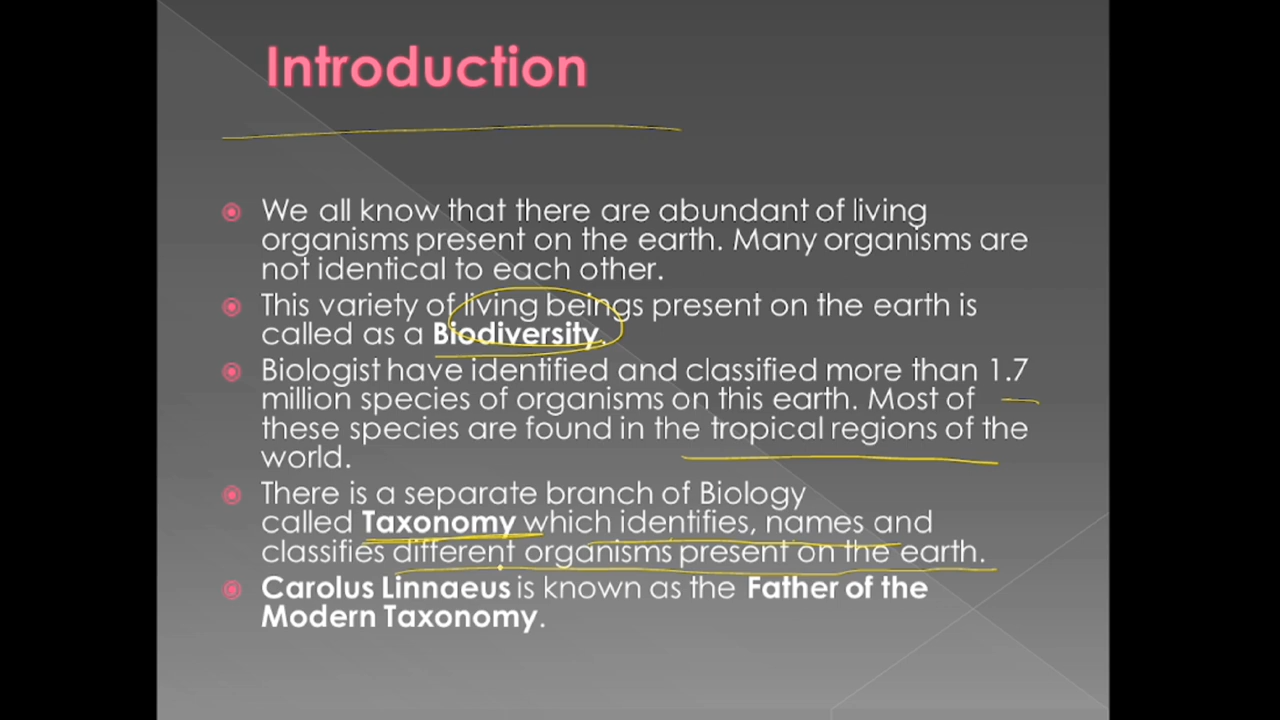 Introduction
We all know that there are abundant of living
organisms present on the earth. Many organisms are
not identical to each other.
This variety of living beings present on the earth is
called as a Biodiversity.
Biologist have identified and classified more than 1.7
million species of organisms on this earth. Most of
these species are found in the tropical regions of the
world.
There is a separate branch of Biology
called Taxonomy which identifies, names and
classifies different organisms present on the earth.
Carolus Linnaeus is known as the Father of the
Modern Taxonomy.